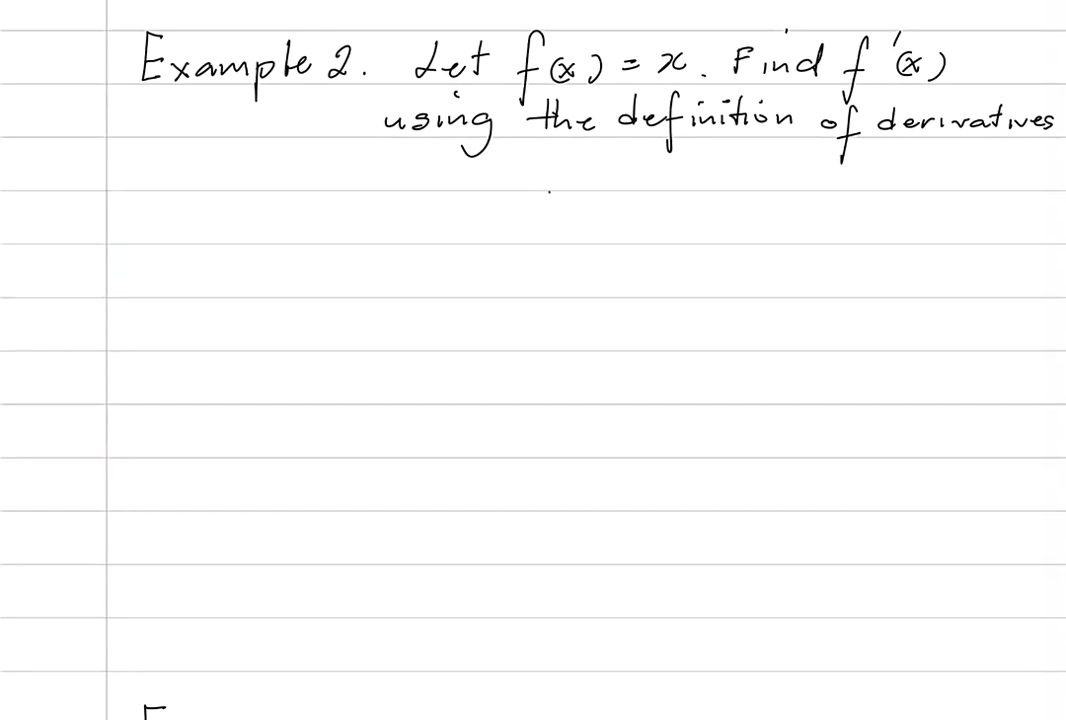 Example 2. Let f(x) = x. Find f'(x)
using the definition of derivatives